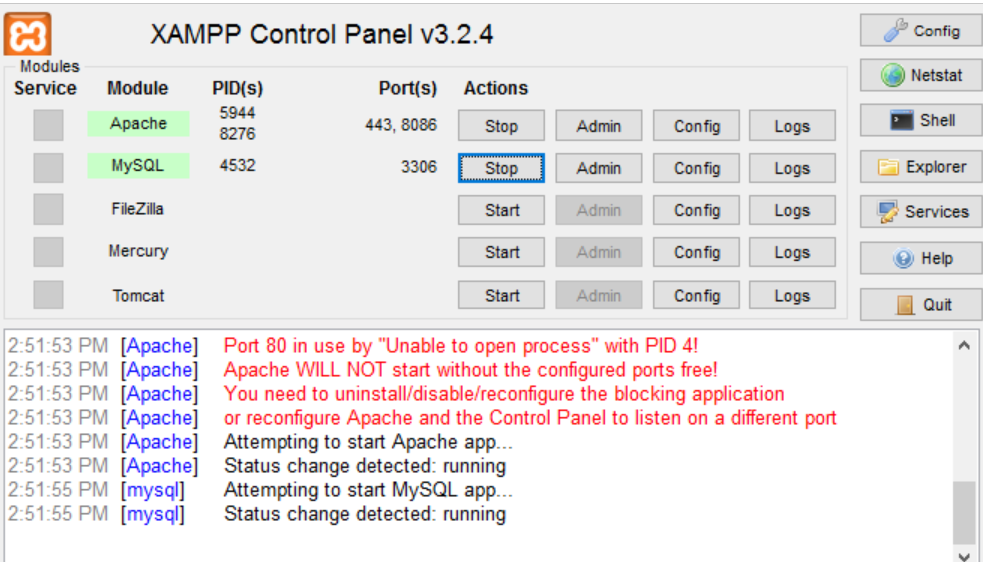 XAMPP Control Panel v3.2.4
Modules
Service Module PID(s) Port(s) Actions
Apache 5944 8276 443, 8086 Stop Admin Config Logs
MySQL 4532 3306 Stop Admin Config Logs
FileZilla Start Admin Config Logs
Mercury Start Admin Config Logs
Tomcat Start Admin Config Logs
Config
Netstat
Shell
Explorer
Services
Help
Quit
2:51:53 PM [Apache] Port 80 in use by "Unable to open process" with PID 4!
2:51:53 PM [Apache] Apache WILL NOT start without the configured ports free!
2:51:53 PM [Apache] You need to uninstall/disable/reconfigure the blocking application
2:51:53 PM [Apache] or reconfigure Apache and the Control Panel to listen on a different port
2:51:53 PM [Apache] Attempting to start Apache app...
2:51:53 PM [Apache] Status change detected: running
2:51:55 PM [mysql] Attempting to start MySQL app...
2:51:55 PM [mysql] Status change detected: running